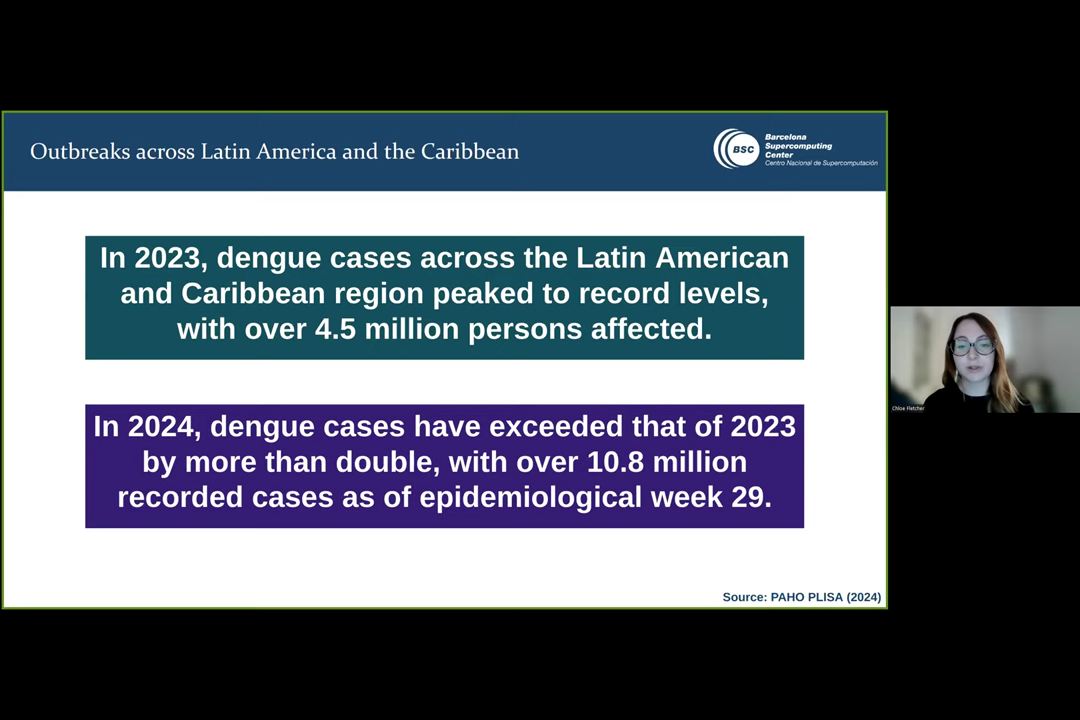 Outbreaks across Latin America and the Caribbean
BSC
Barcelona
Supercomputing
Center
Centro Nacional de Supercomputación
In 2023, dengue cases across the Latin American
and Caribbean region peaked to record levels,
with over 4.5 million persons affected.
In 2024, dengue cases have exceeded that of 2023
by more than double, with over 10.8 million
recorded cases as of epidemiological week 29.
Chloe Fletcher
Source: PAHO PLISA (2024)